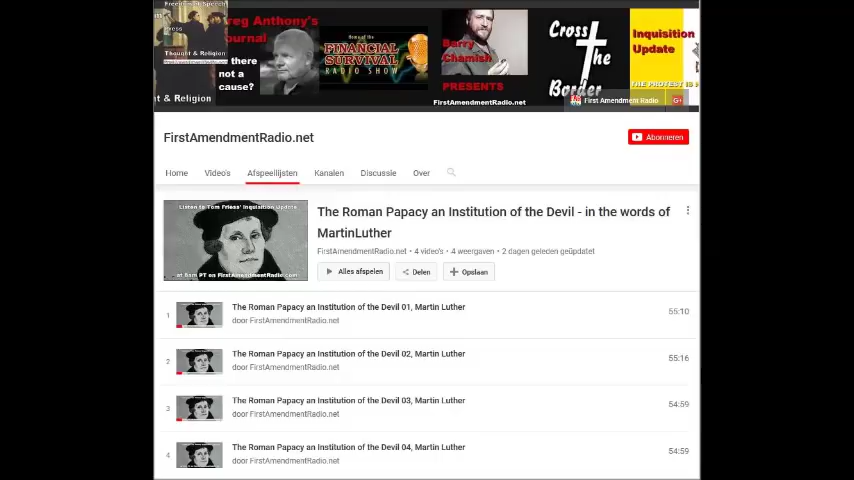 Freedom of Speech
Press
Thought & Religion
t & Religion
reg Anthony's
ournal
there
not a
cause?
Home of the
FINANCIAL
SURVIVAL
RADIO SHOW
Barry
Chamish
PRESENTS
FirstAmendmentRadio.net
Cross
The
Border
Inquisition
Update
THE PROTEST IS
First Amendment Radio
G+
FirstAmendmentRadio.net
Abonneren
Home Video's Afspeellijsten Kanalen Discussie Over
Listen to Tom Friess' Inquisition Update
at 8am PT on FirstAmendmentRadio.com
The Roman Papacy an Institution of the Devil - in the words of
MartinLuther
FirstAmendmentRadio.net • 4 video's • 4 weergaven • 2 dagen geleden geüpdatet
Alles afspelen Delen Opslaan
1 The Roman Papacy an Institution of the Devil 01, Martin Luther 55:10
door FirstAmendmentRadio.net
2 The Roman Papacy an Institution of the Devil 02, Martin Luther 55:16
door FirstAmendmentRadio.net
3 The Roman Papacy an Institution of the Devil 03, Martin Luther 54:59
door FirstAmendmentRadio.net
4 The Roman Papacy an Institution of the Devil 04, Martin Luther 54:59
door FirstAmendmentRadio.net